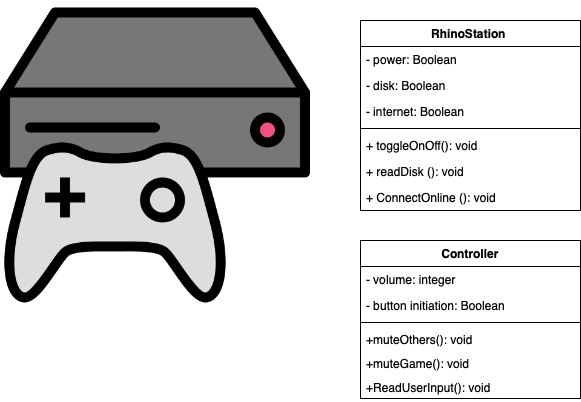 RhinoStation
- power: Boolean
- disk: Boolean
- internet: Boolean
+ toggleOnOff(): void
+ readDisk (): void
+ ConnectOnline (): void
Controller
- volume: integer
- button initiation: Boolean
+muteOthers(): void
+muteGame(): void
+ReadUserInput(): void